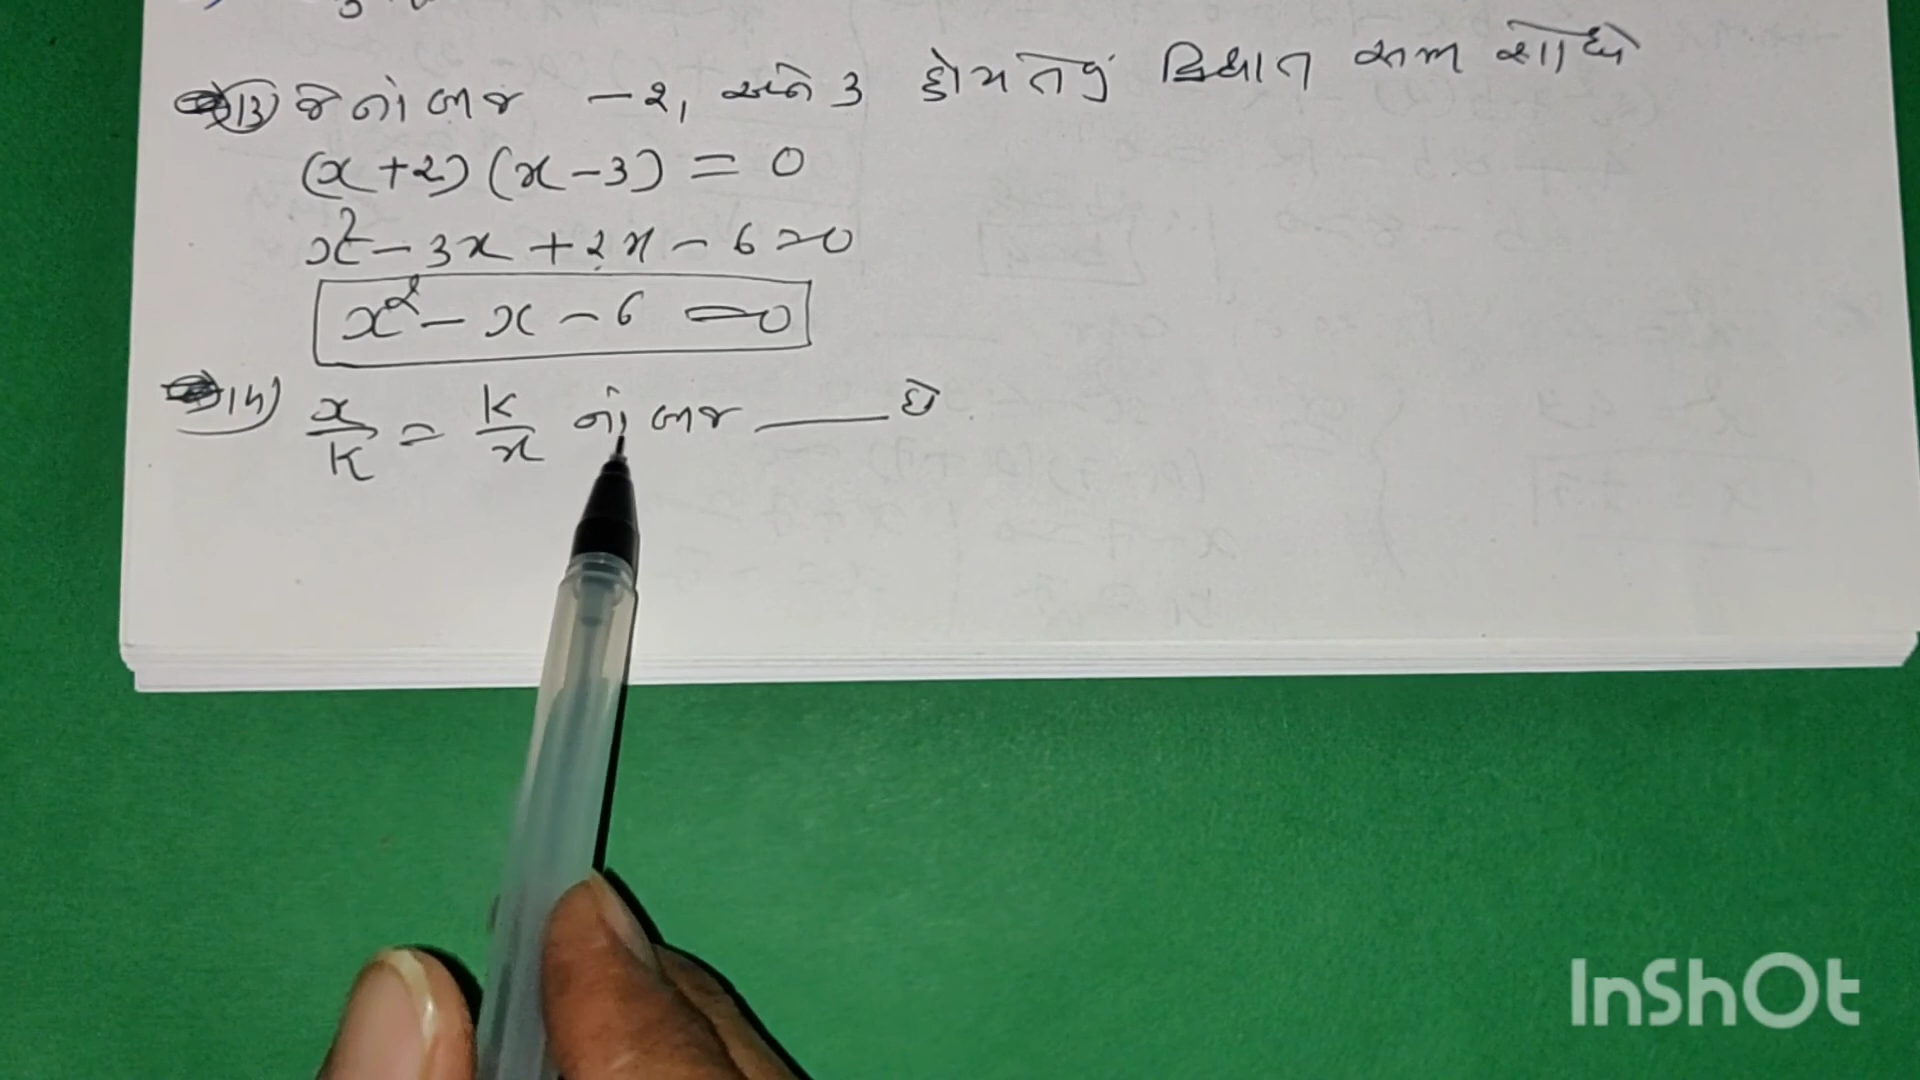 13) જેનાં બીજ -2, અને 3 હોય તેવું દ્વિઘાત સમી શોધો
(x + 2) (x - 3) = 0
x² - 3x + 2x - 6 = 0
x² - x - 6 = 0
14) x/k = k/x નાં બીજ ____ છે
InShOt